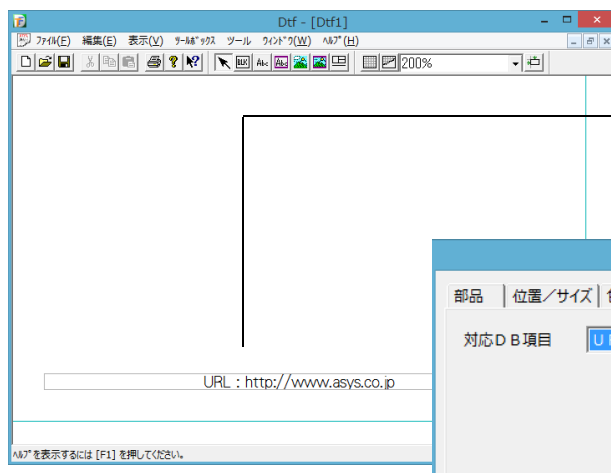 Dtf - [Dtf1]
ﾌｧｲﾙ(F) 編集(E) 表示(V) ﾂｰﾙﾎﾞｯｸｽ ツール ｳｨﾝﾄﾞｳ(W) ﾍﾙﾌﾟ(H)
BLK Abc Abc 200%
部品 位置／サイズ
対応ＤＢ項目 Ｕ
URL：http://www.asys.co.jp
ﾍﾙﾌﾟを表示するには [F1] を押してください。